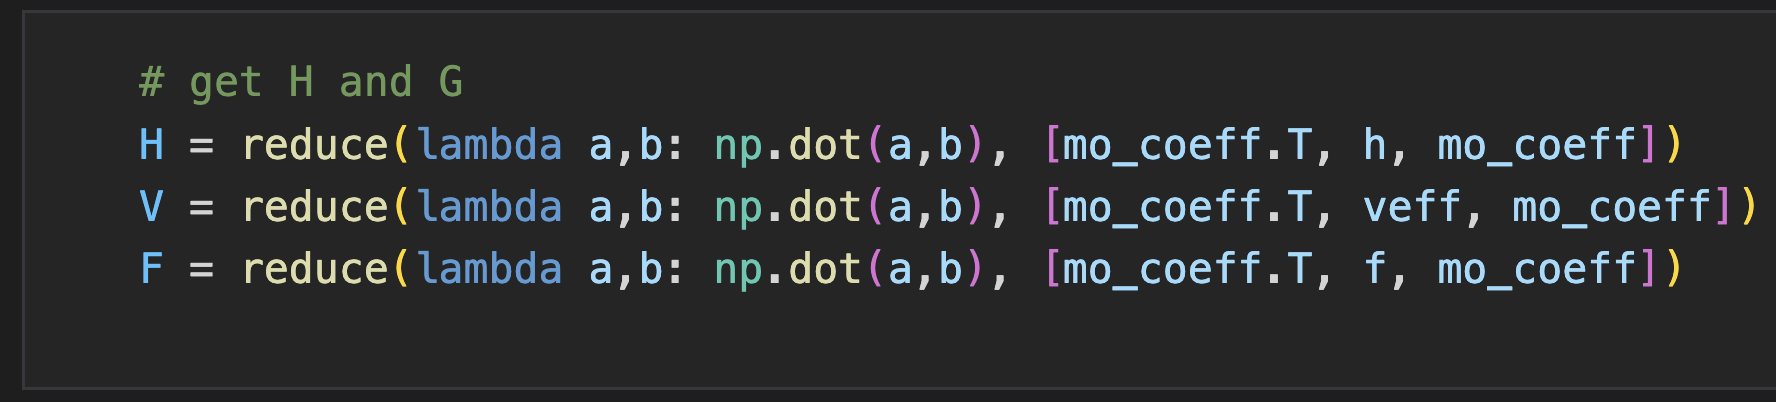 # get H and G
H = reduce(lambda a,b: np.dot(a,b), [mo_coeff.T, h, mo_coeff])
V = reduce(lambda a,b: np.dot(a,b), [mo_coeff.T, veff, mo_coeff])
F = reduce(lambda a,b: np.dot(a,b), [mo_coeff.T, f, mo_coeff])